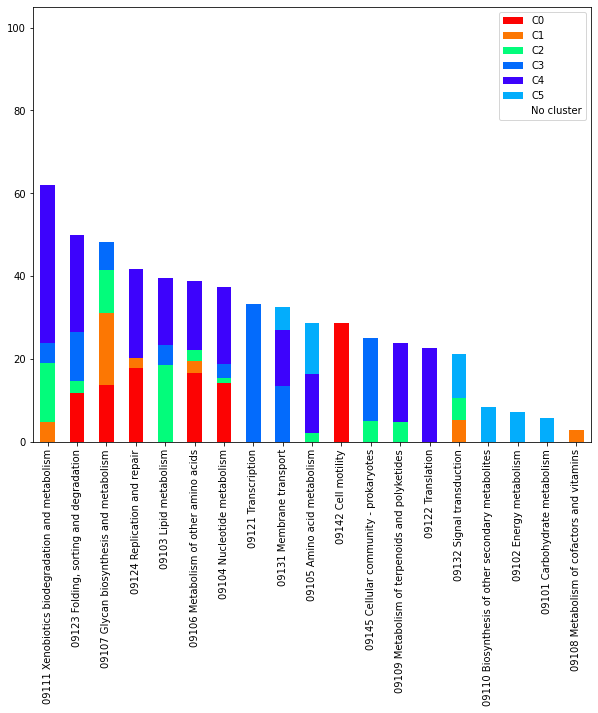 100
80
60
40
20
0
C0
C1
C2
C3
C4
C5
No cluster
09111 Xenobiotics biodegradation and metabolism
09123 Folding, sorting and degradation
09107 Glycan biosynthesis and metabolism
09124 Replication and repair
09103 Lipid metabolism
09106 Metabolism of other amino acids
09104 Nucleotide metabolism
09121 Transcription
09131 Membrane transport
09105 Amino acid metabolism
09142 Cell motility
09145 Cellular community - prokaryotes
09109 Metabolism of terpenoids and polyketides
09122 Translation
09132 Signal transduction
09110 Biosynthesis of other secondary metabolites
09102 Energy metabolism
09101 Carbohydrate metabolism
09108 Metabolism of cofactors and vitamins